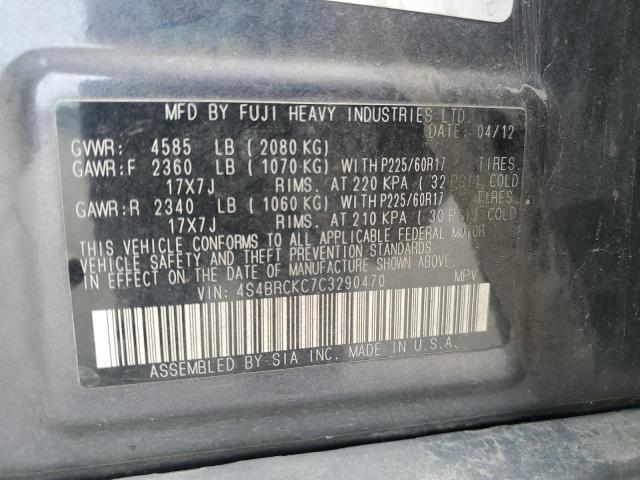 MFD BY FUJI HEAVY INDUSTRIES LTD.
DATE: 04/12
GVWR: 4585 LB (2080 KG)
GAWR:F 2360 LB (1070 KG) WITH P225/60R17 TIRES.
17X7J RIMS. AT 220 KPA (32 PSI) COLD
GAWR:R 2340 LB (1060 KG) WITH P225/60R17 TIRES.
17X7J RIMS. AT 210 KPA (30 PSI) COLD
THIS VEHICLE CONFORMS TO ALL APPLICABLE FEDERAL MOTOR
VEHICLE SAFETY AND THEFT PREVENTION STANDARDS
IN EFFECT ON THE DATE OF MANUFACTURE SHOWN ABOVE.
VIN: 4S4BRCKC7C3290470 MPV
ASSEMBLED BY SIA INC. MADE IN U.S.A.